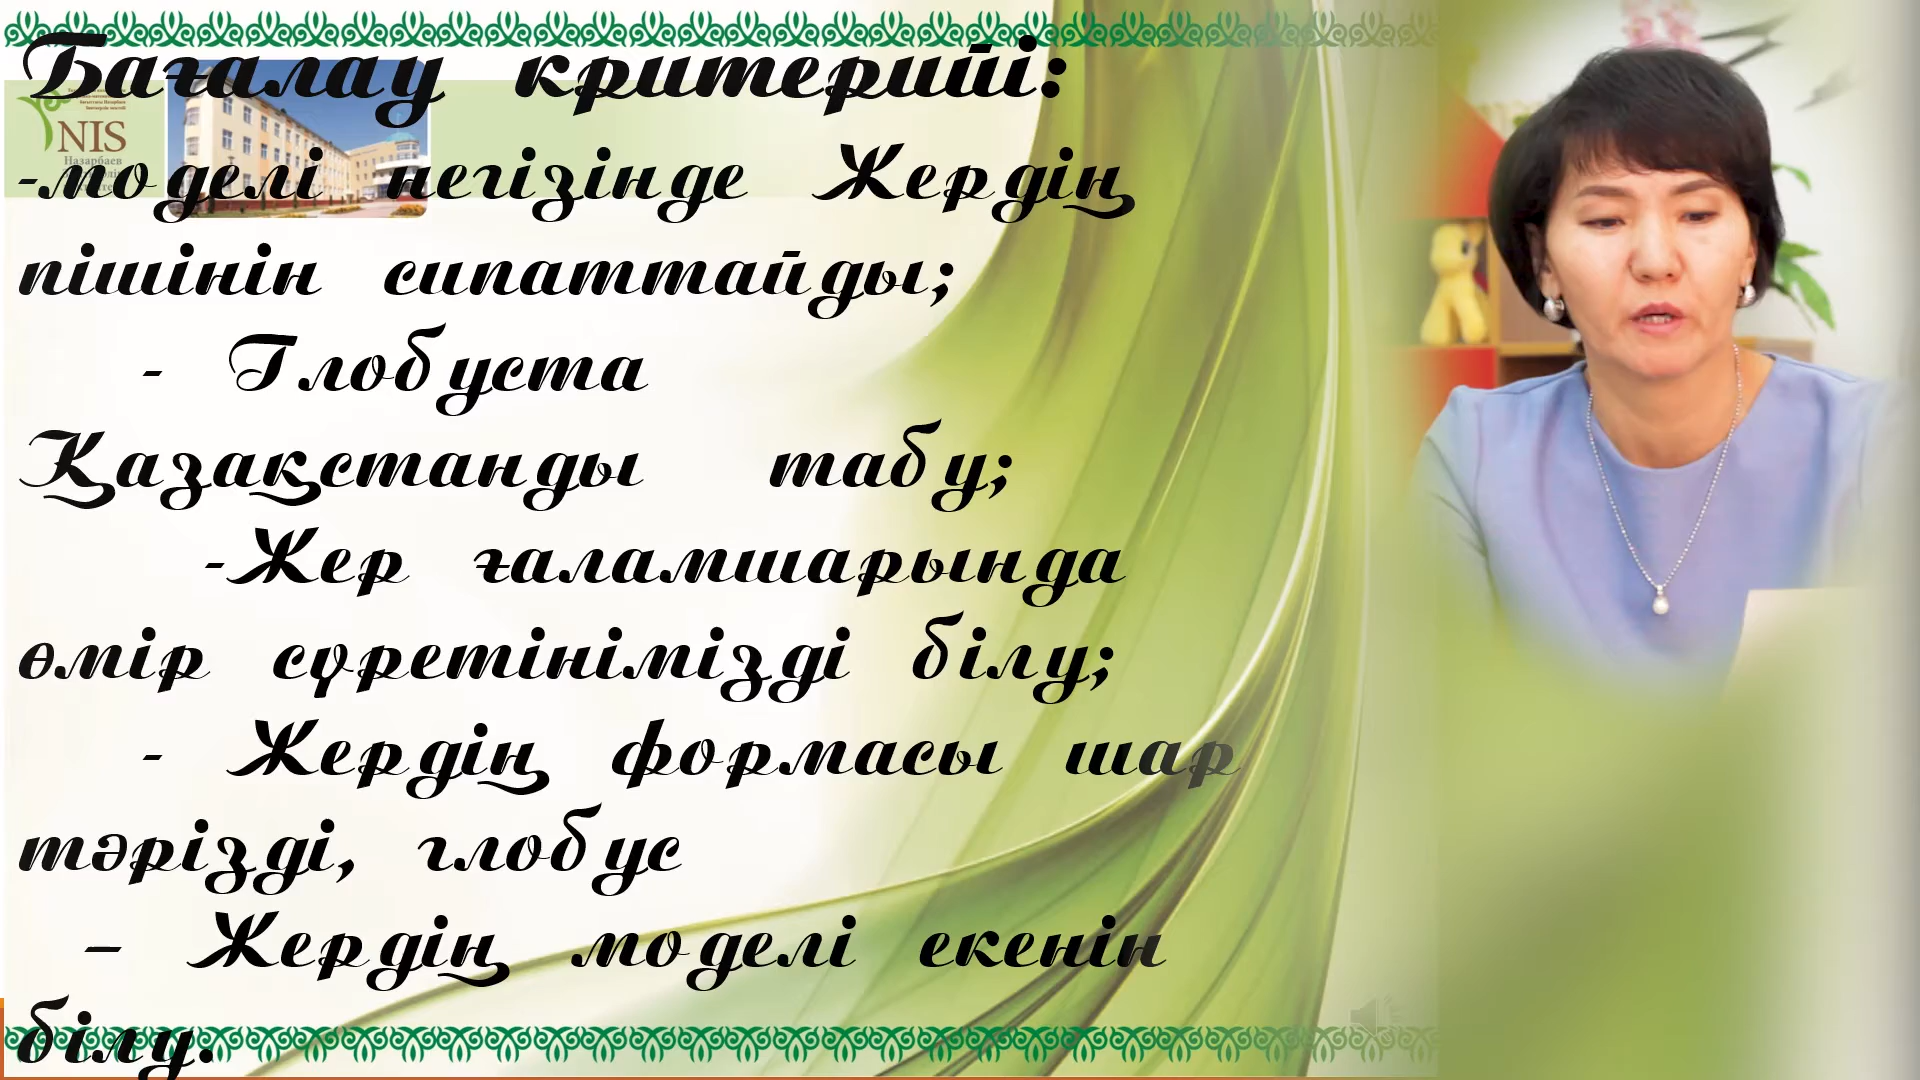 Бағалау критерийі:
NIS
Назарбаев
-моделі негізінде Жердің
пішінін сипаттайды;
- Глобуста
Қазақстанды табу;
-Жер ғаламшарында
өмір сүретінімізді білу;
- Жердің формасы шар
тәрізді, глобус
– Жердің моделі екенін
білу.